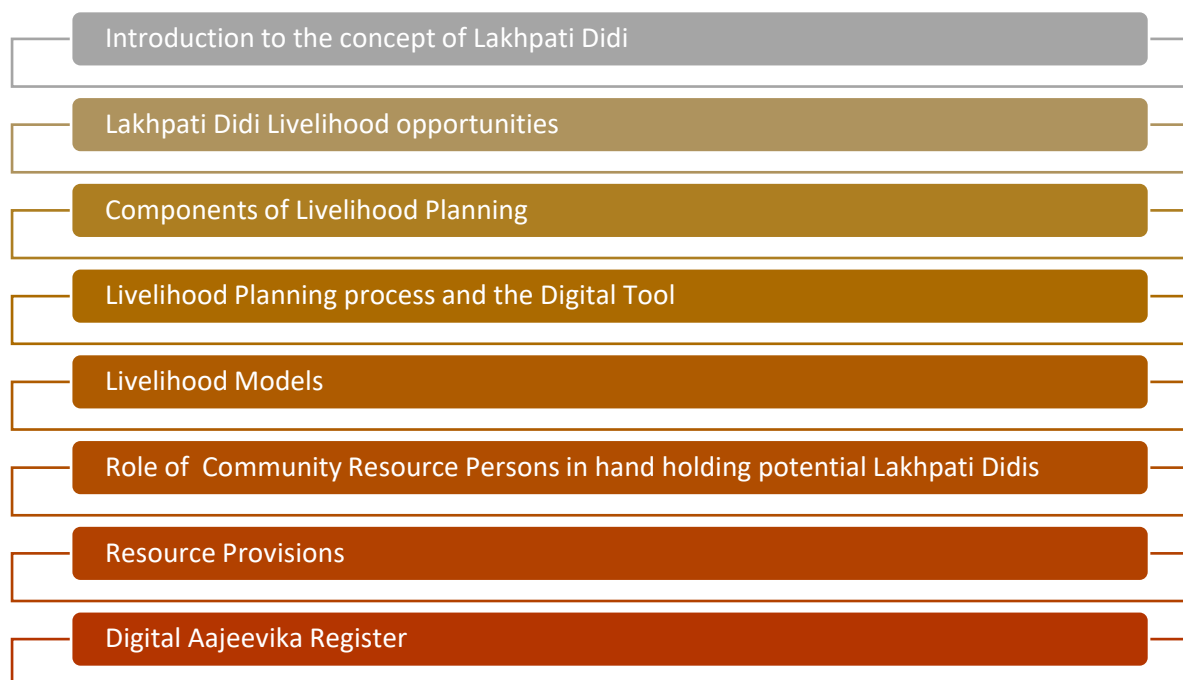 Introduction to the concept of Lakhpati Didi
Lakhpati Didi Livelihood opportunities
Components of Livelihood Planning
Livelihood Planning process and the Digital Tool
Livelihood Models
Role of  Community Resource Persons in hand holding potential Lakhpati Didis
Resource Provisions
Digital Aajeevika Register